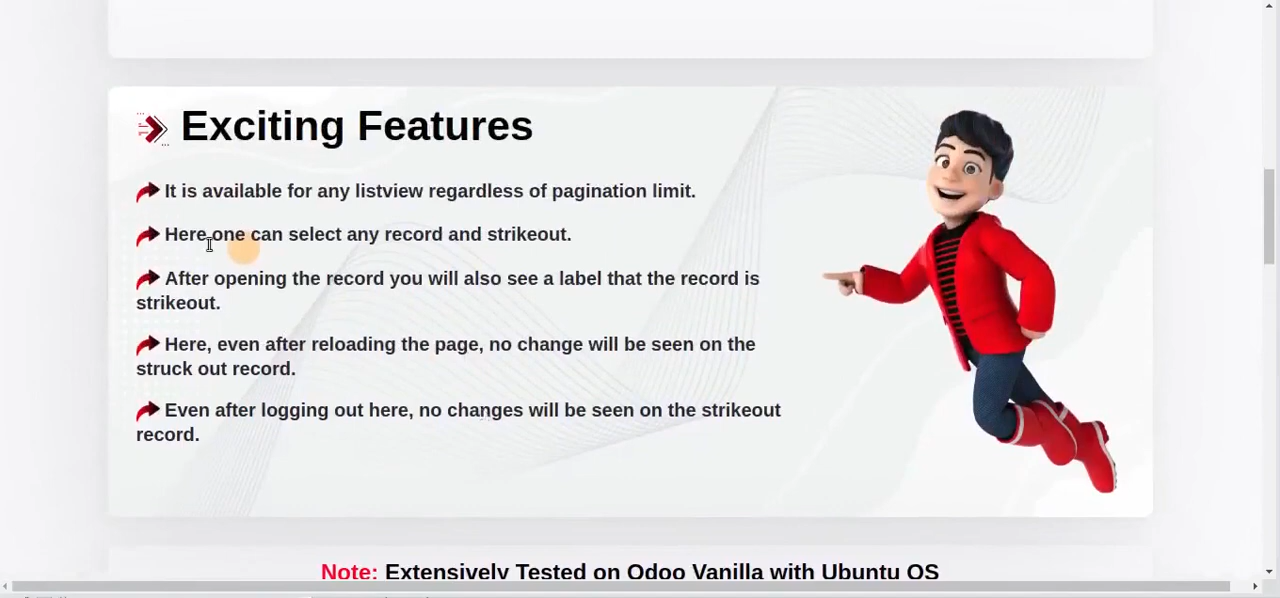 Exciting Features
It is available for any listview regardless of pagination limit.
Here one can select any record and strikeout.
After opening the record you will also see a label that the record is
strikeout.
Here, even after reloading the page, no change will be seen on the
struck out record.
Even after logging out here, no changes will be seen on the strikeout
record.
Note: Extensively Tested on Odoo Vanilla with Ubuntu OS